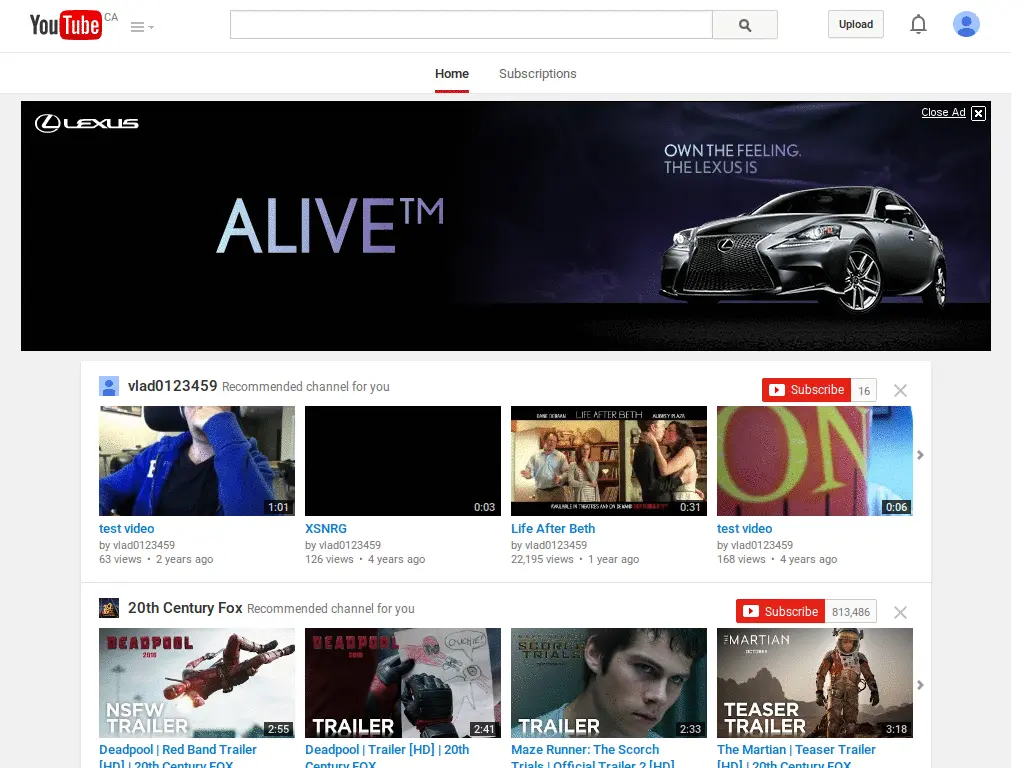 YouTube CA
Upload
Home Subscriptions
LEXUS
Close Ad
OWN THE FEELING.
THE LEXUS IS
ALIVE™
vlad0123459 Recommended channel for you
Subscribe 16
1:01
0:03
DANE DEHAAN LIFE AFTER BETH AUBREY PLAZA
0:31
ON
0:06
test video
by vlad0123459
63 views • 2 years ago
XSNRG
by vlad0123459
126 views • 4 years ago
Life After Beth
by vlad0123459
22,195 views • 1 year ago
test video
by vlad0123459
168 views • 4 years ago
20th Century Fox Recommended channel for you
Subscribe 813,486
DEADPOOL
2016
NSFW
TRAILER
2:55
DEADPOOL
2016
OUCHIE!
TRAILER
2:41
SCORCH
TRIALS
TRAILER
2:33
THE MARTIAN
OCTOBER
TEASER
TRAILER
3:18
Deadpool | Red Band Trailer
[HD] | 20th Century FOX
Deadpool | Trailer [HD] | 20th
Century FOX
Maze Runner: The Scorch
Trials | Official Trailer 2 [HD]
The Martian | Teaser Trailer
[HD] | 20th Century FOX